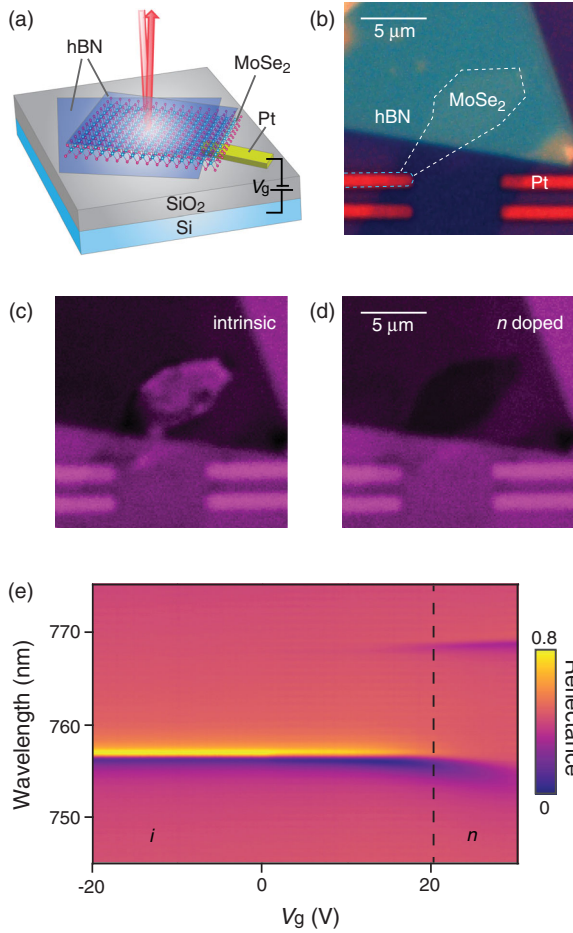 (a)
hBN
MoSe2
Pt
Vg
SiO2
Si
(b)
5 μm
MoSe2
hBN
Pt
(c)
intrinsic
(d)
5 μm
n doped
(e)
770
760
750
Wavelength (nm)
i
n
-20
0
20
Vg (V)
0.8
Reflectance
0